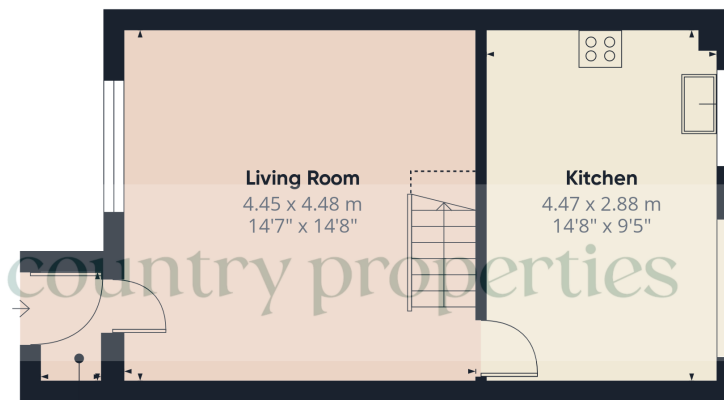 Living Room
4.45 x 4.48 m
14'7" x 14'8"
Kitchen
4.47 x 2.88 m
14'8" x 9'5"
country properties